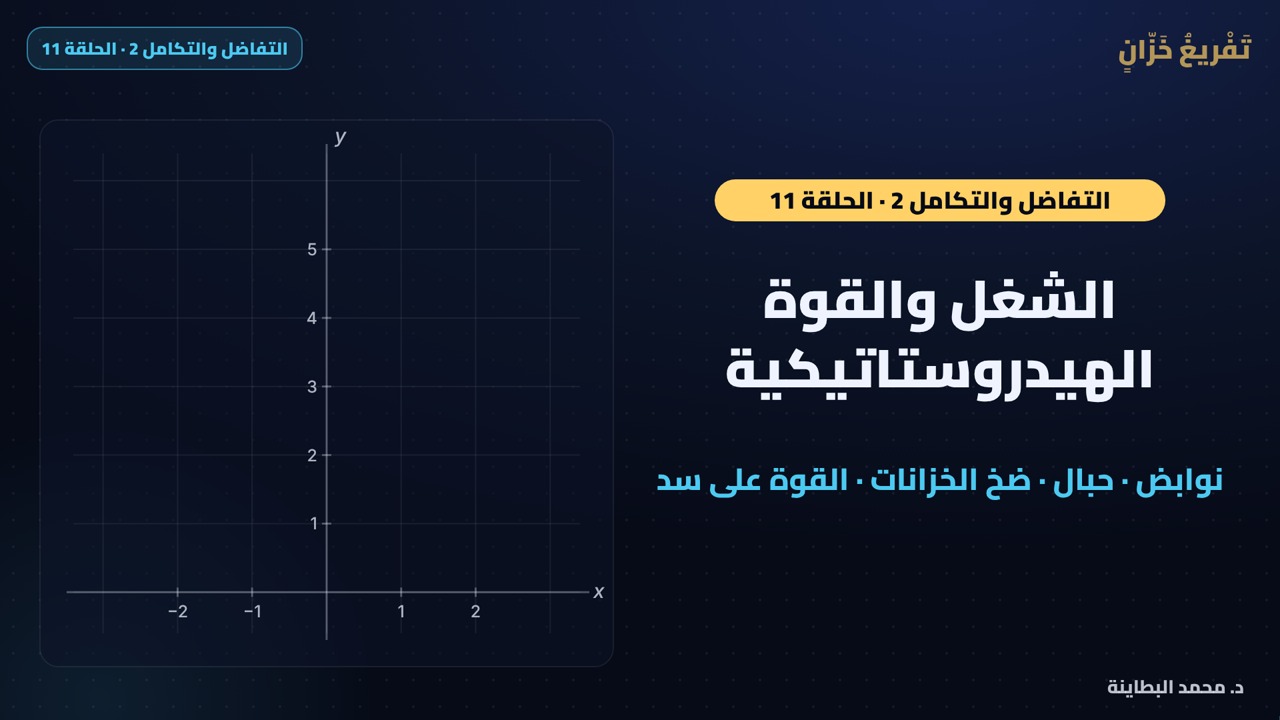 تَفْريغُ خَزّانٍ
التفاضل والتكامل 2 · الحلقة 11
التفاضل والتكامل 2 · الحلقة 11
الشغل والقوة
الهيدروستاتيكية
نوابض · حبال · ضخ الخزانات · القوة على سد
y
5
4
3
2
1
x
−2 −1 1 2
د. محمد البطاينة